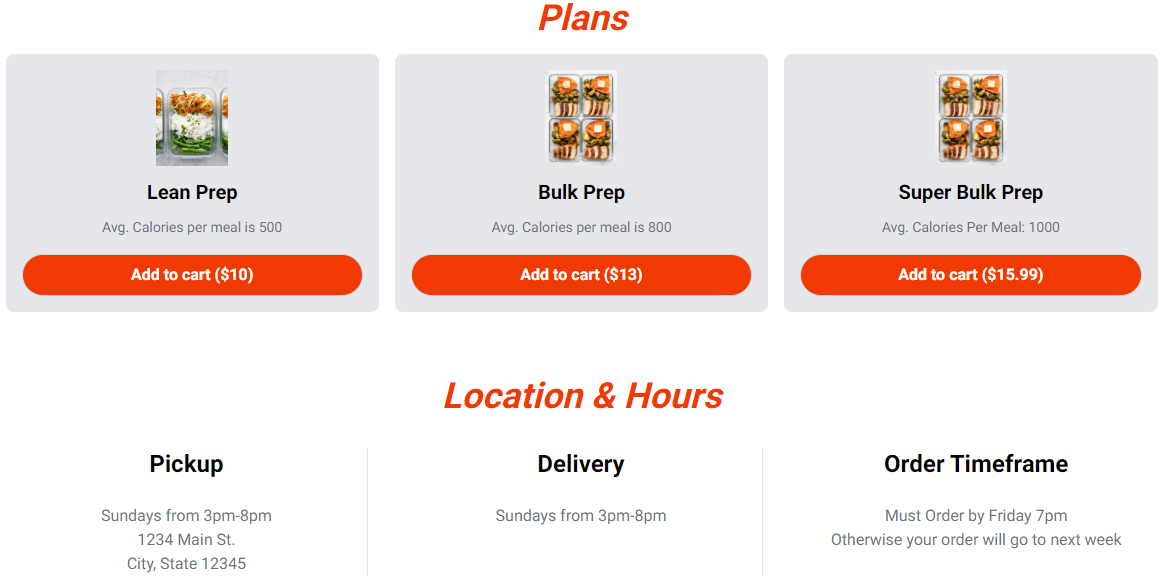 Plans
Lean Prep
Avg. Calories per meal is 500
Add to cart ($10)
Bulk Prep
Avg. Calories per meal is 800
Add to cart ($13)
Super Bulk Prep
Avg. Calories Per Meal: 1000
Add to cart ($15.99)
Location & Hours
Pickup
Sundays from 3pm-8pm
1234 Main St.
City, State 12345
Delivery
Sundays from 3pm-8pm
Order Timeframe
Must Order by Friday 7pm
Otherwise your order will go to next week